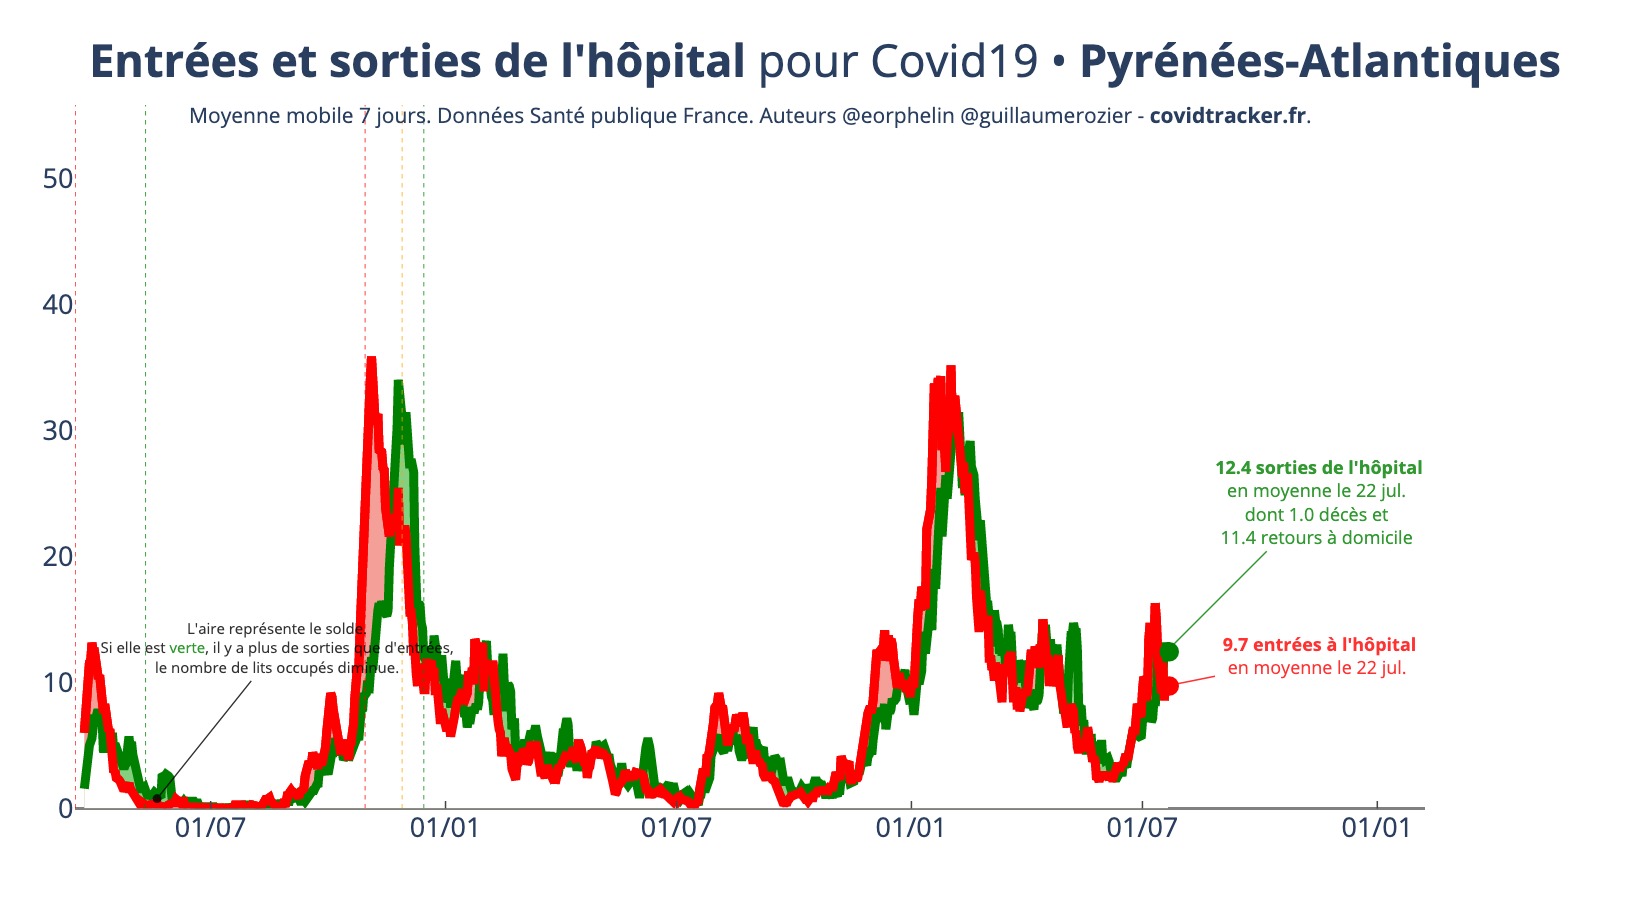 Entrées et sorties de l'hôpital pour Covid19 • Pyrénées-Atlantiques
Moyenne mobile 7 jours. Données Santé publique France. Auteurs @eorphelin @guillaumerozier - covidtracker.fr.
50
40
30
20
10
0
12.4 sorties de l'hôpital
en moyenne le 22 jul.
dont 1.0 décès et
11.4 retours à domicile
L'aire représente le solde.
Si elle est verte, il y a plus de sorties que d'entrées,
le nombre de lits occupés diminue.
9.7 entrées à l'hôpital
en moyenne le 22 jul.
01/07
01/01
01/07
01/01
01/07
01/01